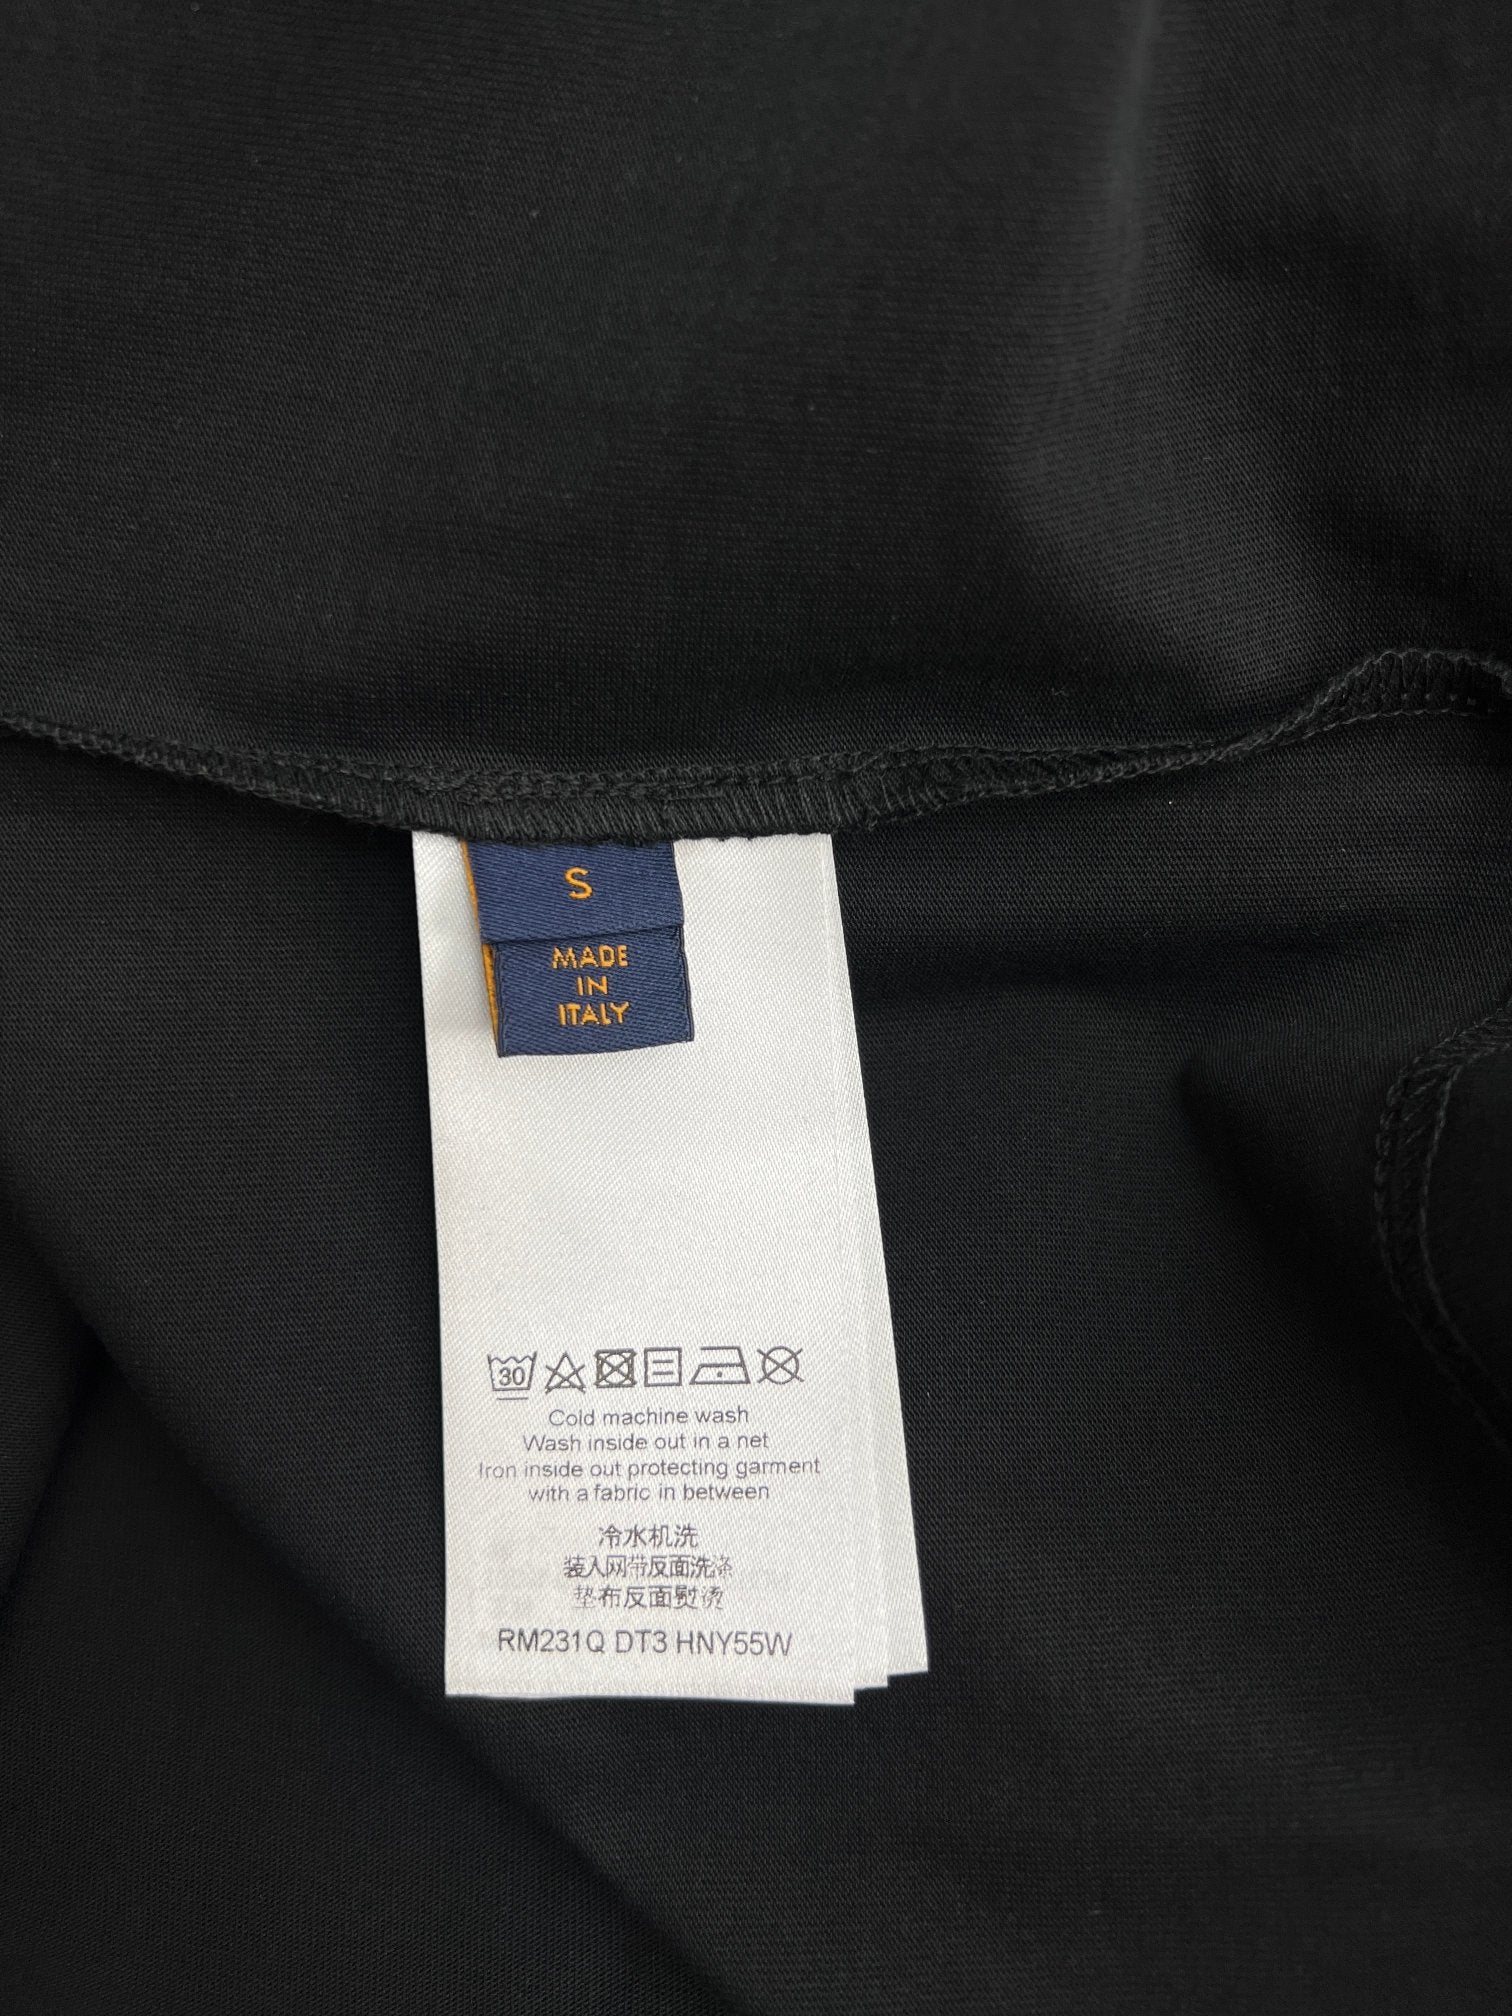 S
MADE
IN
ITALY
30
Cold machine wash
Wash inside out in a net
Iron inside out protecting garment
with a fabric in between
冷水机洗
装入网带反面洗涤
垫布反面熨烫
RM231Q DT3 HNY55W